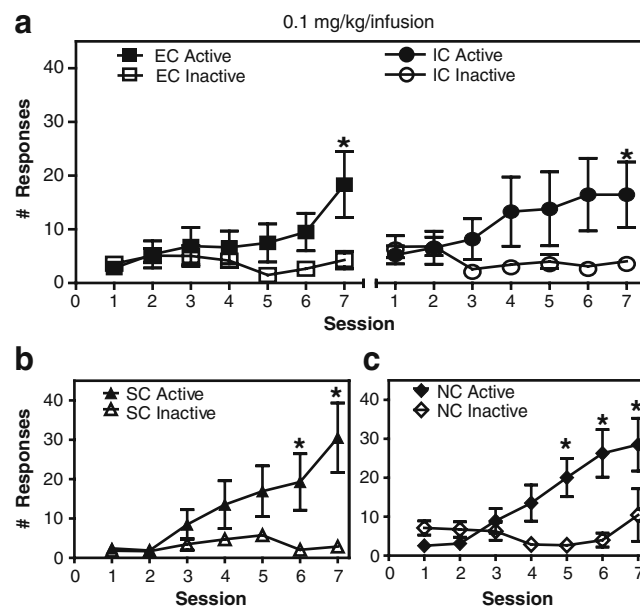 0.1 mg/kg/infusion
a
EC Active
EC Inactive
IC Active
IC Inactive
# Responses
40
30
20
10
0
*
*
0 1 2 3 4 5 6 7 1 2 3 4 5 6 7
Session
b
SC Active
SC Inactive
# Responses
40
30
20
10
0
* *
0 1 2 3 4 5 6 7
Session
c
NC Active
NC Inactive
40
30
20
10
0
* * *
0 1 2 3 4 5 6 7
Session